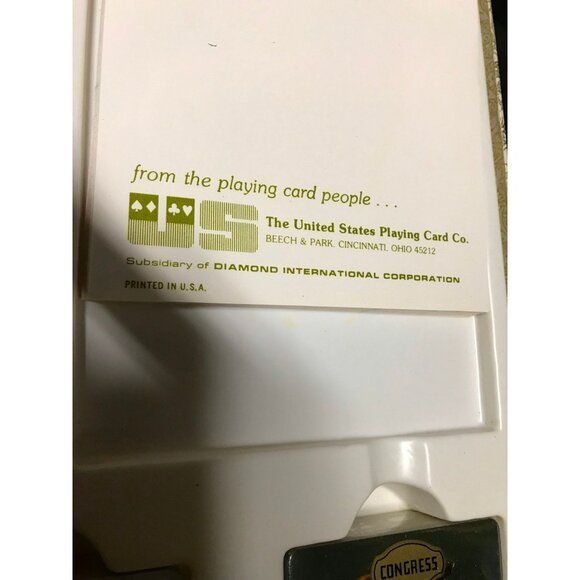 from the playing card people . . .
US
The United States Playing Card Co.
BEECH & PARK, CINCINNATI, OHIO 45212
Subsidiary of DIAMOND INTERNATIONAL CORPORATION
PRINTED IN U.S.A.
CONGRESS